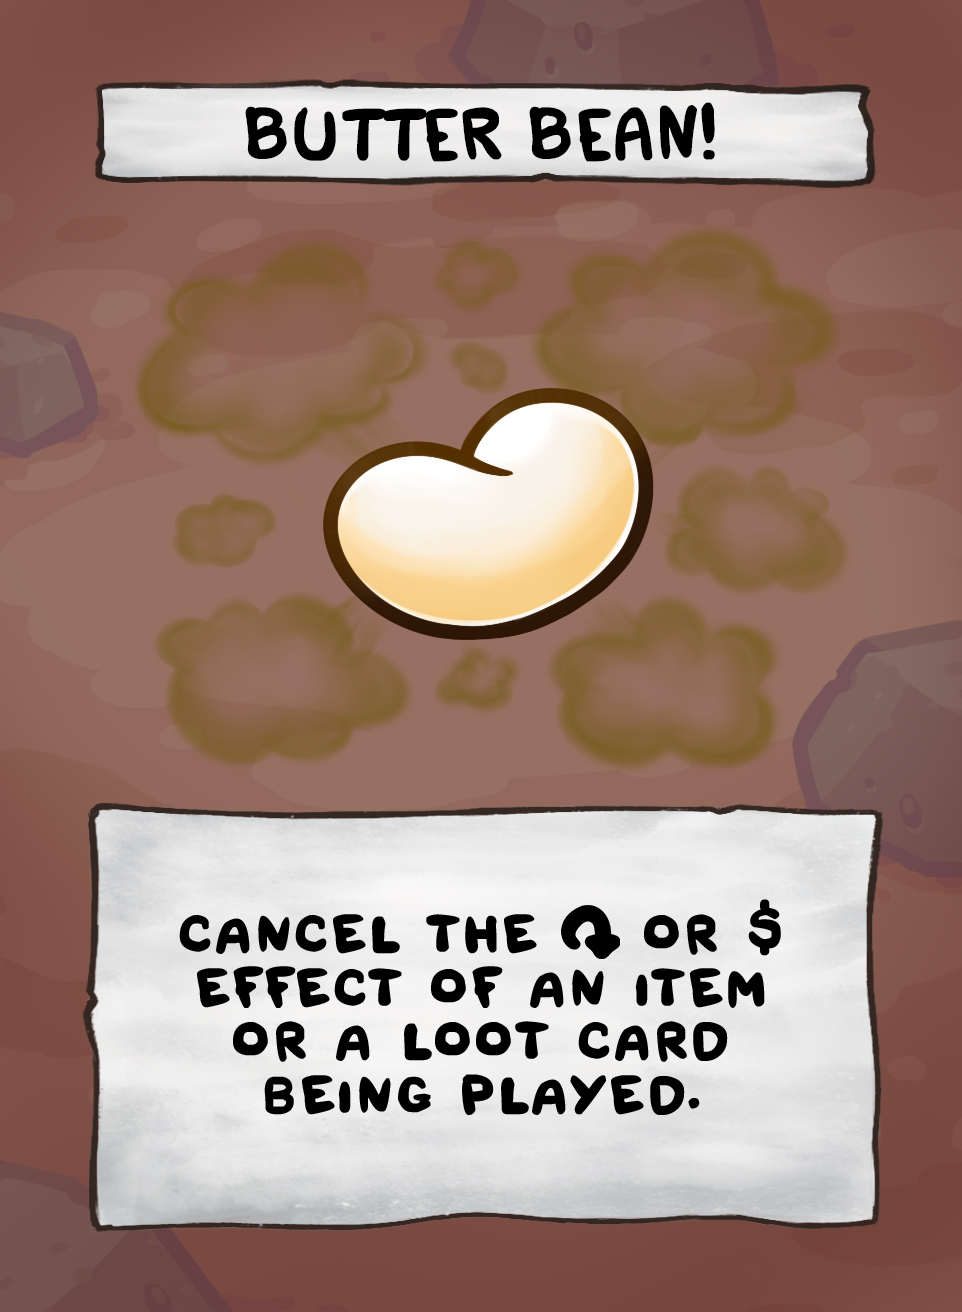 BUTTER BEAN!
CANCEL THE ↷ OR $
EFFECT OF AN ITEM
OR A LOOT CARD
BEING PLAYED.